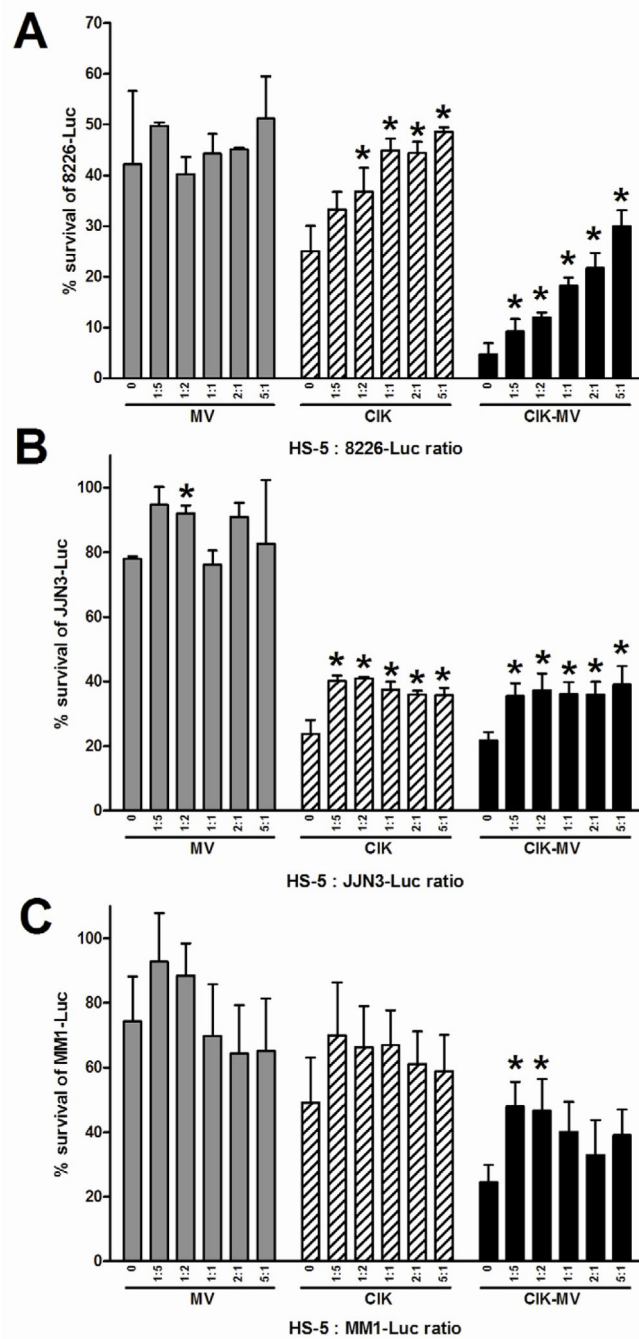 A
% survival of 8226-Luc
70
60
50
40
30
20
10
0
* * * *
* * * * *
0 1:5 1:2 1:1 2:1 5:1 0 1:5 1:2 1:1 2:1 5:1 0 1:5 1:2 1:1 2:1 5:1
MV CIK CIK-MV
HS-5 : 8226-Luc ratio
B
% survival of JJN3-Luc
100
80
60
40
20
0
*
* * * * *
* * * * *
0 1:5 1:2 1:1 2:1 5:1 0 1:5 1:2 1:1 2:1 5:1 0 1:5 1:2 1:1 2:1 5:1
MV CIK CIK-MV
HS-5 : JJN3-Luc ratio
C
% survival of MM1-Luc
100
80
60
40
20
0
* *
0 1:5 1:2 1:1 2:1 5:1 0 1:5 1:2 1:1 2:1 5:1 0 1:5 1:2 1:1 2:1 5:1
MV CIK CIK-MV
HS-5 : MM1-Luc ratio